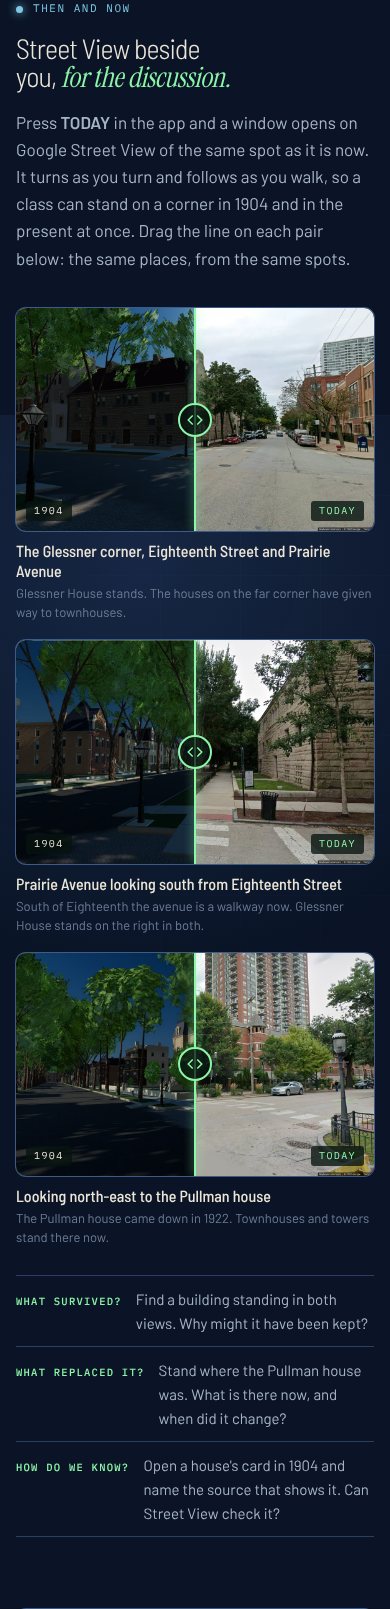 THEN AND NOW
Street View beside
you, for the discussion.
Press TODAY in the app and a window opens on
Google Street View of the same spot as it is now.
It turns as you turn and follows as you walk, so a
class can stand on a corner in 1904 and in the
present at once. Drag the line on each pair
below: the same places, from the same spots.
1904
TODAY
The Glessner corner, Eighteenth Street and Prairie
Avenue
Glessner House stands. The houses on the far corner have given
way to townhouses.
1904
TODAY
Prairie Avenue looking south from Eighteenth Street
South of Eighteenth the avenue is a walkway now. Glessner
House stands on the right in both.
1904
TODAY
Looking north-east to the Pullman house
The Pullman house came down in 1922. Townhouses and towers
stand there now.
WHAT SURVIVED? Find a building standing in both
views. Why might it have been kept?
WHAT REPLACED IT? Stand where the Pullman house
was. What is there now, and
when did it change?
HOW DO WE KNOW? Open a house's card in 1904 and
name the source that shows it. Can
Street View check it?